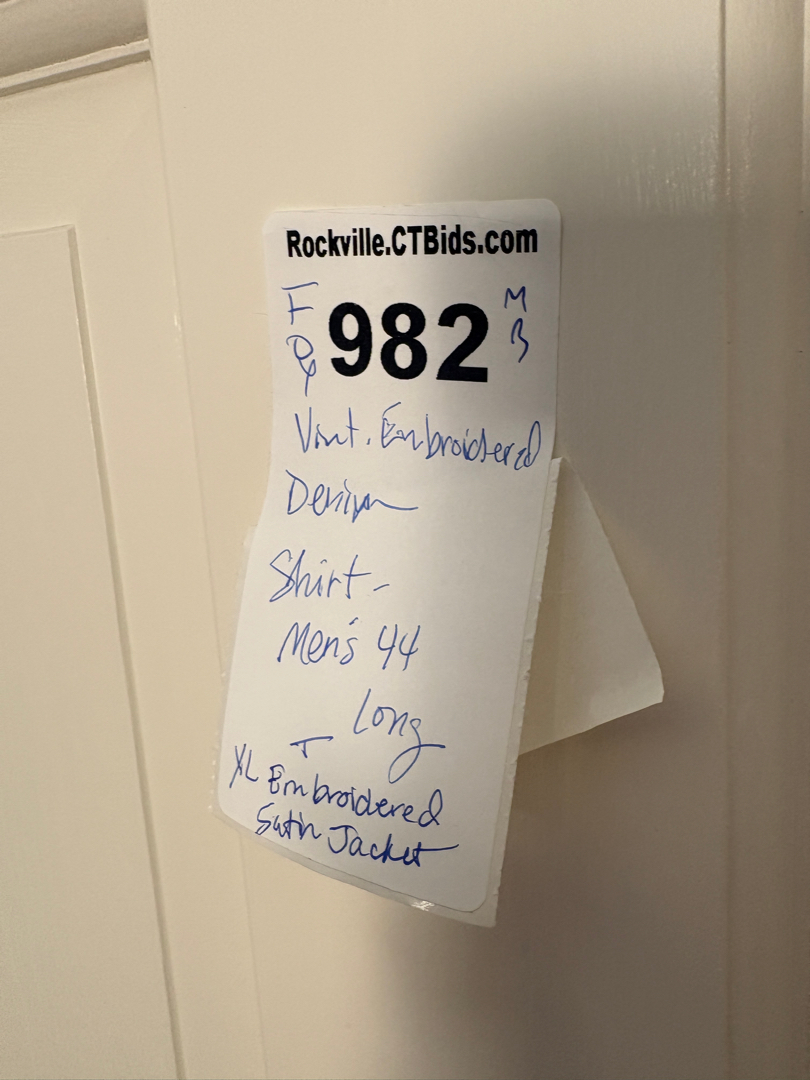 Rockville.CTBids.com
F 982 M
B
Vint. Embroidered
Denim
Shirt-
Men's 44
Long
XL Embroidered
Satin Jacket